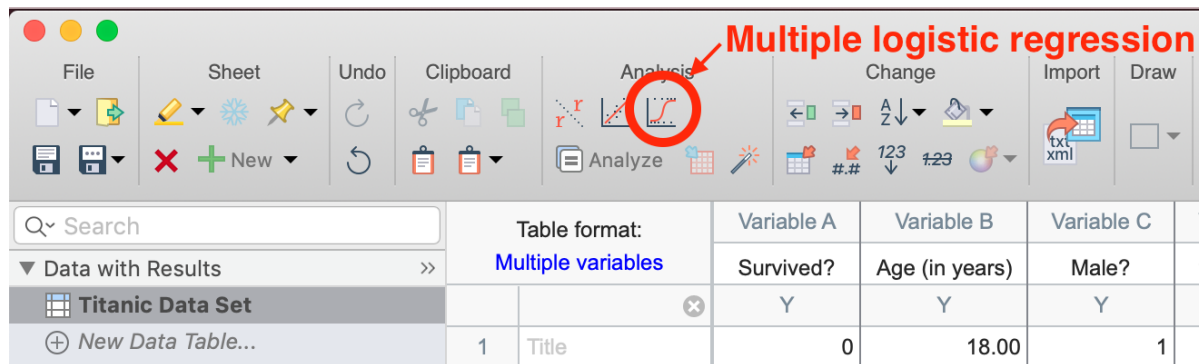 Multiple logistic regression
File Sheet Undo Clipboard Analysis Change Import Draw
r r A Z
New Analyze #.# 123 123 txt xml
Search Table format: Variable A Variable B Variable C
Data with Results Multiple variables Survived? Age (in years) Male?
Titanic Data Set Y Y Y
New Data Table... 1 Title 0 18.00 1